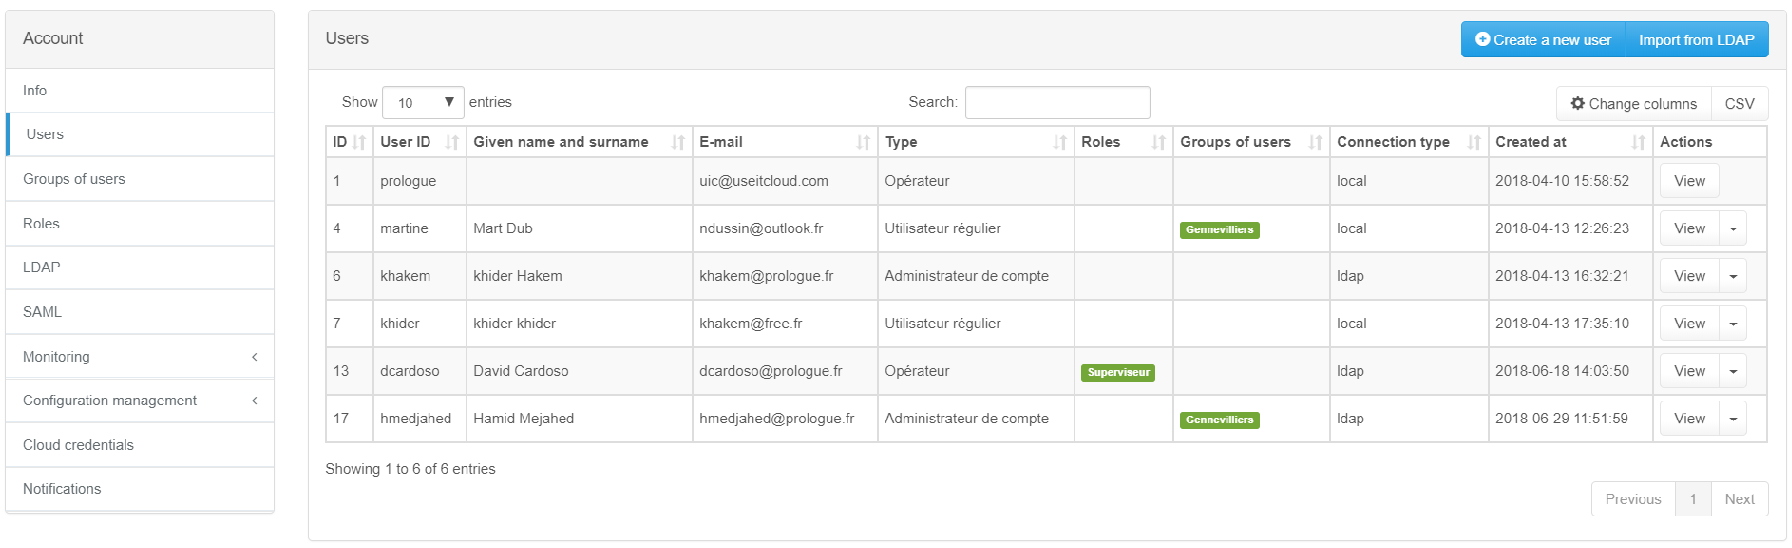 Account
Info
Users
Groups of users
Roles
LDAP
SAML
Monitoring
Configuration management
Cloud credentials
Notifications
Users
Create a new user Import from LDAP
Show 10 entries Search: Change columns CSV
ID User ID Given name and surname E-mail Type Roles Groups of users Connection type Created at Actions
1 prologue uic@useitcloud.com Opérateur local 2018-04-10 15:58:52 View
4 martine Mart Dub ndussin@outlook.fr Utilisateur régulier Gennevilliers local 2018-04-13 12:26:23 View
6 khakem khider Hakem khakem@prologue.fr Administrateur de compte ldap 2018-04-13 16:32:21 View
7 khider khider khider khakem@free.fr Utilisateur régulier local 2018-04-13 17:35:10 View
13 dcardoso David Cardoso dcardoso@prologue.fr Opérateur Superviseur ldap 2018-06-18 14:03:50 View
17 hmedjahed Hamid Mejahed hmedjahed@prologue.fr Administrateur de compte Gennevilliers ldap 2018-06-29 11:51:59 View
Showing 1 to 6 of 6 entries
Previous 1 Next